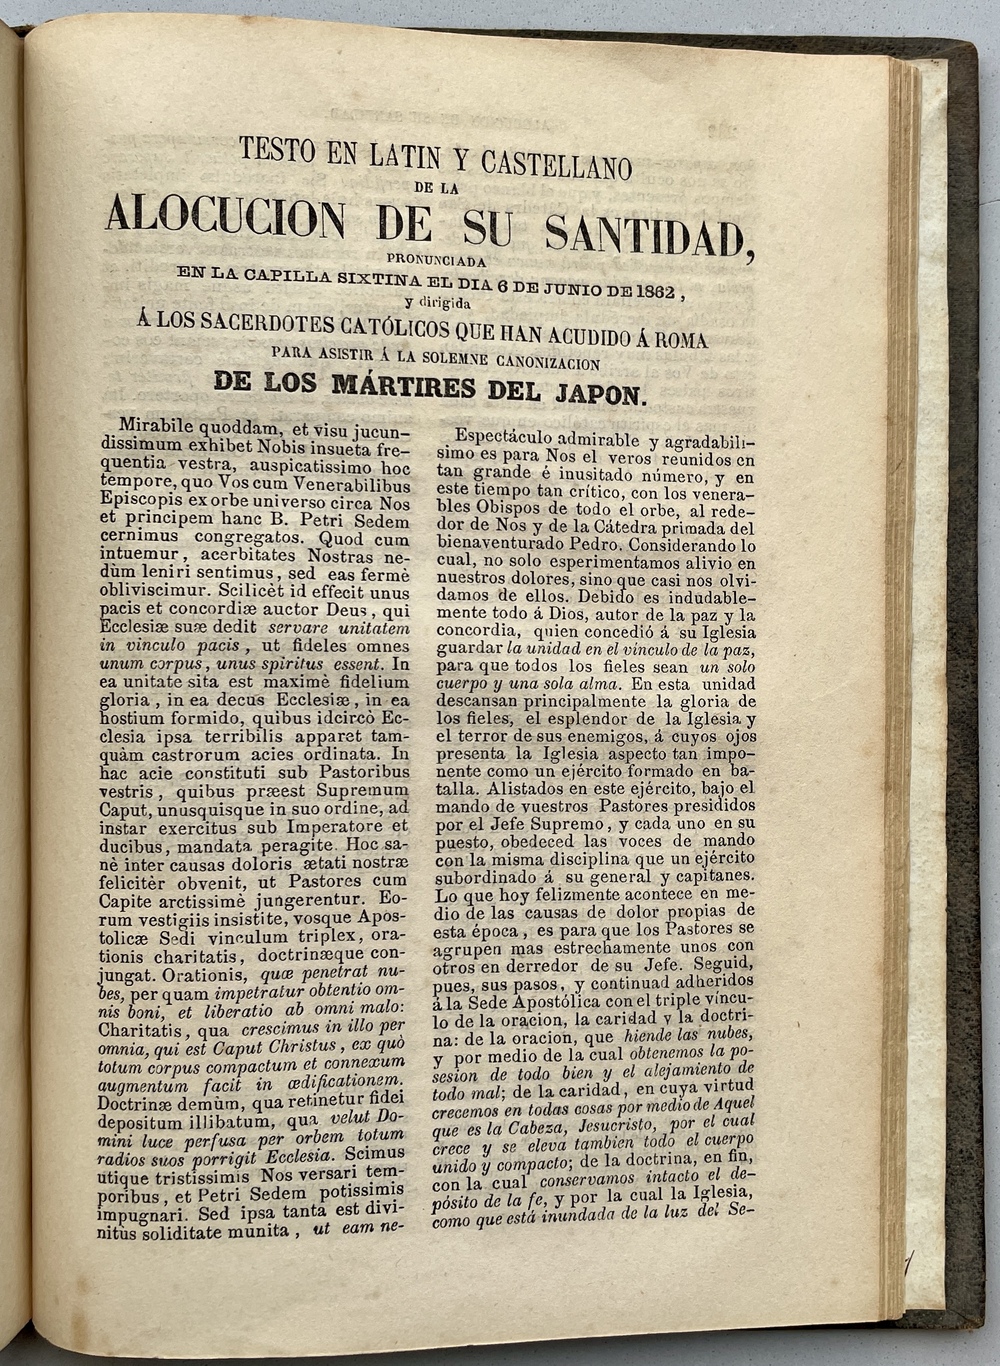 TESTO EN LATIN Y CASTELLANO
DE LA
ALOCUCION DE SU SANTIDAD,
PRONUNCIADA
EN LA CAPILLA SIXTINA EL DIA 6 DE JUNIO DE 1862,
y dirigida
Á LOS SACERDOTES CATÓLICOS QUE HAN ACUDIDO Á ROMA
PARA ASISTIR Á LA SOLEMNE CANONIZACION
DE LOS MÁRTIRES DEL JAPON.
Mirabile quoddam, et visu jucun-
dissimum exhibet Nobis insueta fre-
quentia vestra, auspicatissimo hoc
tempore, quo Vos cum Venerabilibus
Episcopis ex orbe universo circa Nos
et principem hanc B. Petri Sedem
cernimus congregatos. Quod cum
intuemur, acerbitates Nostras ne-
dùm leniri sentimus, sed eas fermè
obliviscimur. Scilicèt id effecit unus
pacis et concordiæ auctor Deus, qui
Ecclesiæ suæ dedit servare unitatem
in vinculo pacis, ut fideles omnes
unum corpus, unus spiritus essent. In
ea unitate sita est maximè fidelium
gloria, in ea decus Ecclesiæ, in ea
hostium formido, quibus idcircò Ec-
clesia ipsa terribilis apparet tam-
quàm castrorum acies ordinata. In
hac acie constituti sub Pastoribus
vestris, quibus præest Supremum
Caput, unusquisque in suo ordine, ad
instar exercitus sub Imperatore et
ducibus, mandata peragite. Hoc sa-
nè inter causas doloris ætati nostræ
felicitèr obvenit, ut Pastores cum
Capite arctissimè jungerentur. Eo-
rum vestigiis insistite, vosque Apos-
tolicæ Sedi vinculum triplex, ora-
tionis charitatis, doctrinæque con-
jungat. Orationis, quæ penetrat nu-
bes, per quam impetratur obtentio om-
nis boni, et liberatio ab omni malo:
Charitatis, qua crescimus in illo per
omnia, qui est Caput Christus, ex quò
totum corpus compactum et connexum
augmentum facit in ædificationem.
Doctrinæ demùm, qua retinetur fidei
depositum illibatum, qua velut Do-
mini luce perfusa per orbem totum
radios suos porrigit Ecclesia. Scimus
utique tristissimis Nos versari tem-
poribus, et Petri Sedem potissimis
impugnari. Sed ipsa tanta est divi-
nitùs soliditate munita, ut eam ne-
Espectáculo admirable y agradabili-
simo es para Nos el veros reunidos en
tan grande é inusitado número, y en
este tiempo tan crítico, con los venera-
bles Obispos de todo el orbe, al rede-
dor de Nos y de la Cátedra primada del
bienaventurado Pedro. Considerando lo
cual, no solo esperimentamos alivio en
nuestros dolores, sino que casi nos olvi-
damos de ellos. Debido es indudable-
mente todo á Dios, autor de la paz y la
concordia, quien concedió á su Iglesia
guardar la unidad en el vinculo de la paz,
para que todos los fieles sean un solo
cuerpo y una sola alma. En esta unidad
descansan principalmente la gloria de
los fieles, el esplendor de la Iglesia y
el terror de sus enemigos, á cuyos ojos
presenta la Iglesia aspecto tan impo-
nente como un ejército formado en ba-
talla. Alistados en este ejército, bajo el
mando de vuestros Pastores presididos
por el Jefe Supremo, y cada uno en su
puesto, obedeced las voces de mando
con la misma disciplina que un ejército
subordinado á su general y capitanes.
Lo que hoy felizmente acontece en me-
dio de las causas de dolor propias de
esta época, es para que los Pastores se
agrupen mas estrechamente unos con
otros en derredor de su Jefe. Seguid,
pues, sus pasos, y continuad adheridos
á la Sede Apostólica con el triple víncu-
lo de la oracion, la caridad y la doctri-
na: de la oracion, que hiende las nubes,
y por medio de la cual obtenemos la po-
sesion de todo bien y el alejamiento de
todo mal; de la caridad, en cuya virtud
crecemos en todas cosas por medio de Aquel
que es la Cabeza, Jesucristo, por el cual
crece y se eleva tambien todo el cuerpo
unido y compacto; de la doctrina, en fin,
con la cual conservamos intacto el de-
pósito de la fe, y por la cual la Iglesia,
como que está inundada de la luz del Se-